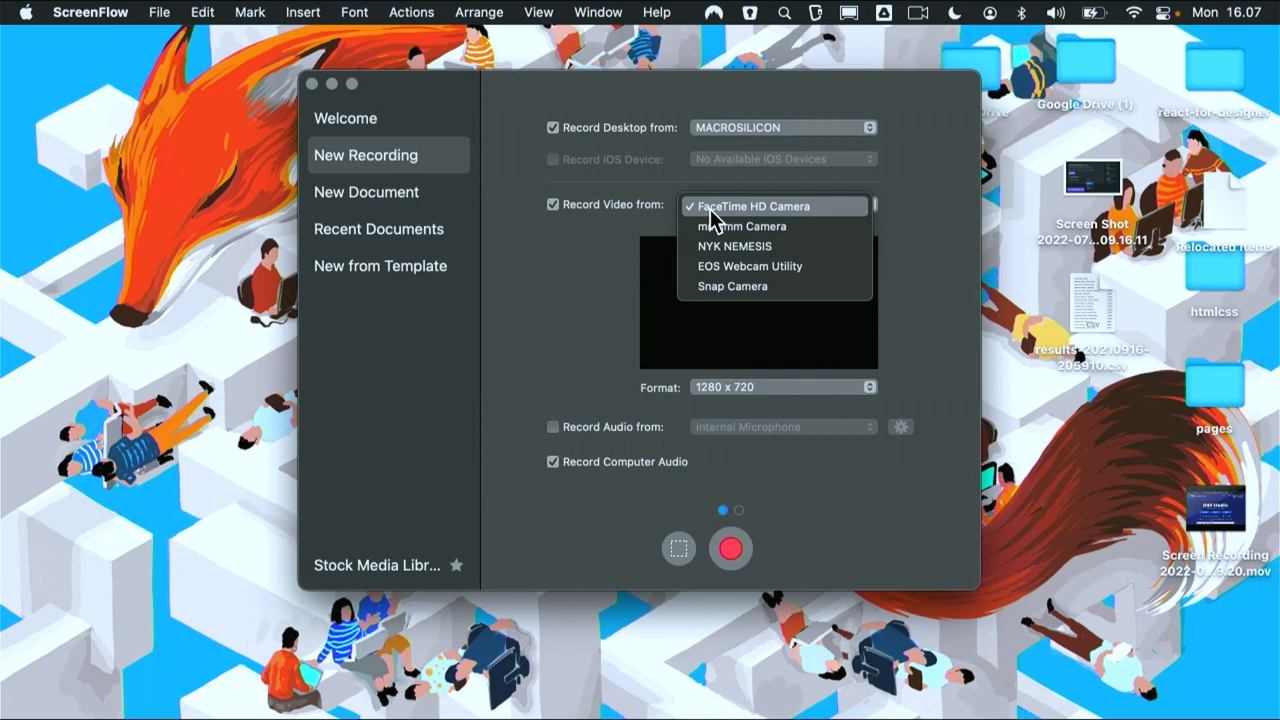 ScreenFlow File Edit Mark Insert Font Actions Arrange View Window Help Mon 16.07
Welcome
New Recording
New Document
Recent Documents
New from Template
Stock Media Libr...
Record Desktop from: MACROSILICON
Record iOS Device: No Available iOS Devices
Record Video from: FaceTime HD Camera
Camera
NYK NEMESIS
EOS Webcam Utility
Snap Camera
Format: 1280 x 720
Record Audio from: Internal Microphone
Record Computer Audio
Google Drive (1)
Screen Shot
2022-07...09.16.11
CSV
results-20210916-
205910.csv
react-for-designer
Relocated Items
htmlcss
pages
Screen Recording
2022-0...9.20.mov